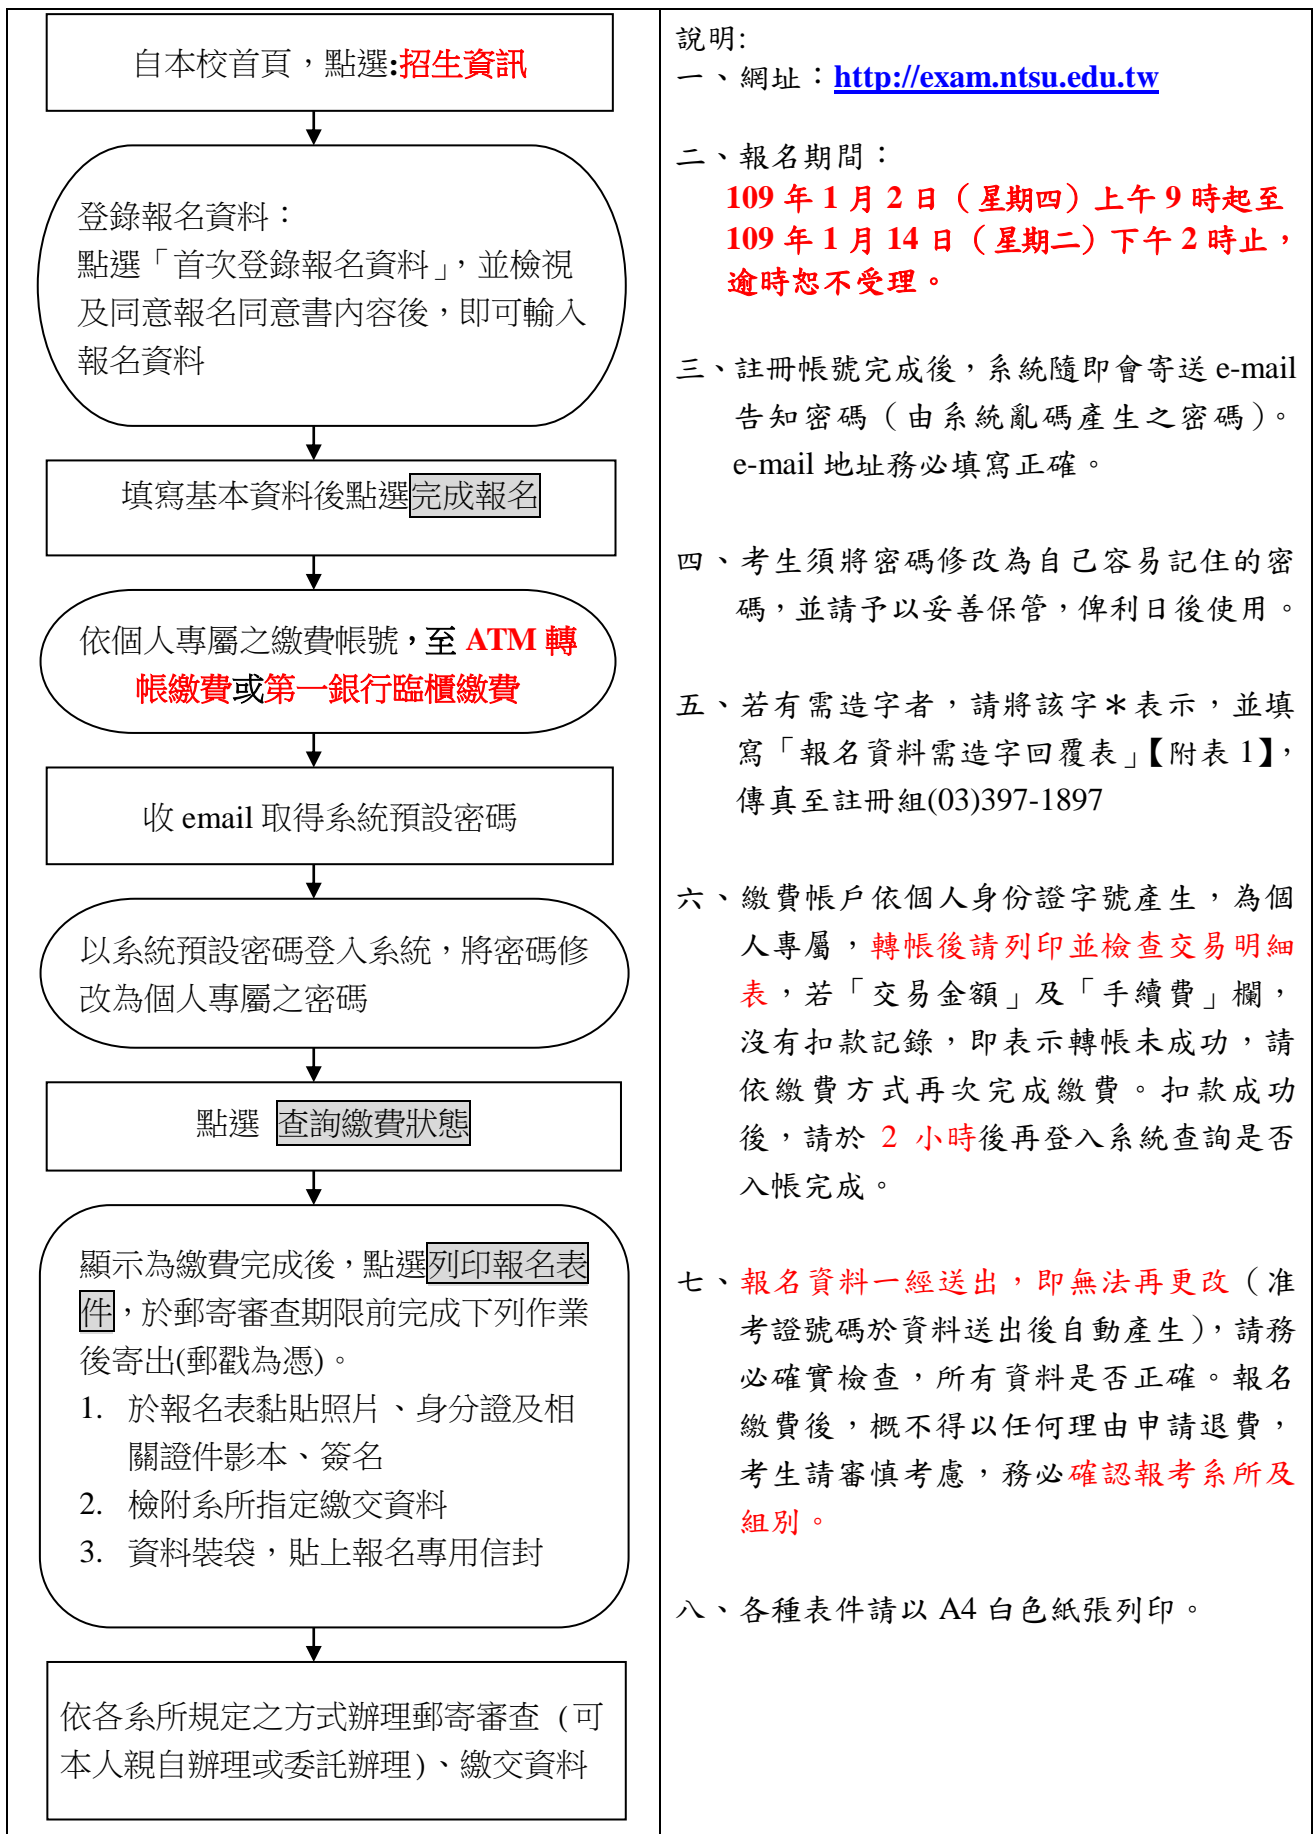 自本校首頁，點選:招生資訊
登錄報名資料：
點選「首次登錄報名資料」，並檢視
及同意報名同意書內容後，即可輸入
報名資料
填寫基本資料後點選完成報名
依個人專屬之繳費帳號，至 ATM 轉
帳繳費或第一銀行臨櫃繳費
收 email 取得系統預設密碼
以系統預設密碼登入系統，將密碼修
改為個人專屬之密碼
點選 查詢繳費狀態
顯示為繳費完成後，點選列印報名表
件，於郵寄審查期限前完成下列作業
後寄出(郵戳為憑)。
1. 於報名表黏貼照片、身分證及相
關證件影本、簽名
2. 檢附系所指定繳交資料
3. 資料裝袋，貼上報名專用信封
依各系所規定之方式辦理郵寄審查（可
本人親自辦理或委託辦理）、繳交資料
說明:
一、網址：http://exam.ntsu.edu.tw
二、報名期間：
109 年 1 月 2 日（星期四）上午 9 時起至
109 年 1 月 14 日（星期二）下午 2 時止，
逾時恕不受理。
三、註冊帳號完成後，系統隨即會寄送 e-mail
告知密碼（由系統亂碼產生之密碼）。
e-mail 地址務必填寫正確。
四、考生須將密碼修改為自己容易記住的密
碼，並請予以妥善保管，俾利日後使用。
五、若有需造字者，請將該字＊表示，並填
寫「報名資料需造字回覆表」【附表 1】，
傳真至註冊組(03)397-1897
六、繳費帳戶依個人身份證字號產生，為個
人專屬，轉帳後請列印並檢查交易明細
表，若「交易金額」及「手續費」欄，
沒有扣款記錄，即表示轉帳未成功，請
依繳費方式再次完成繳費。扣款成功
後，請於 2 小時後再登入系統查詢是否
入帳完成。
七、報名資料一經送出，即無法再更改（准
考證號碼於資料送出後自動產生），請務
必確實檢查，所有資料是否正確。報名
繳費後，概不得以任何理由申請退費，
考生請審慎考慮，務必確認報考系所及
組別。
八、各種表件請以 A4 白色紙張列印。